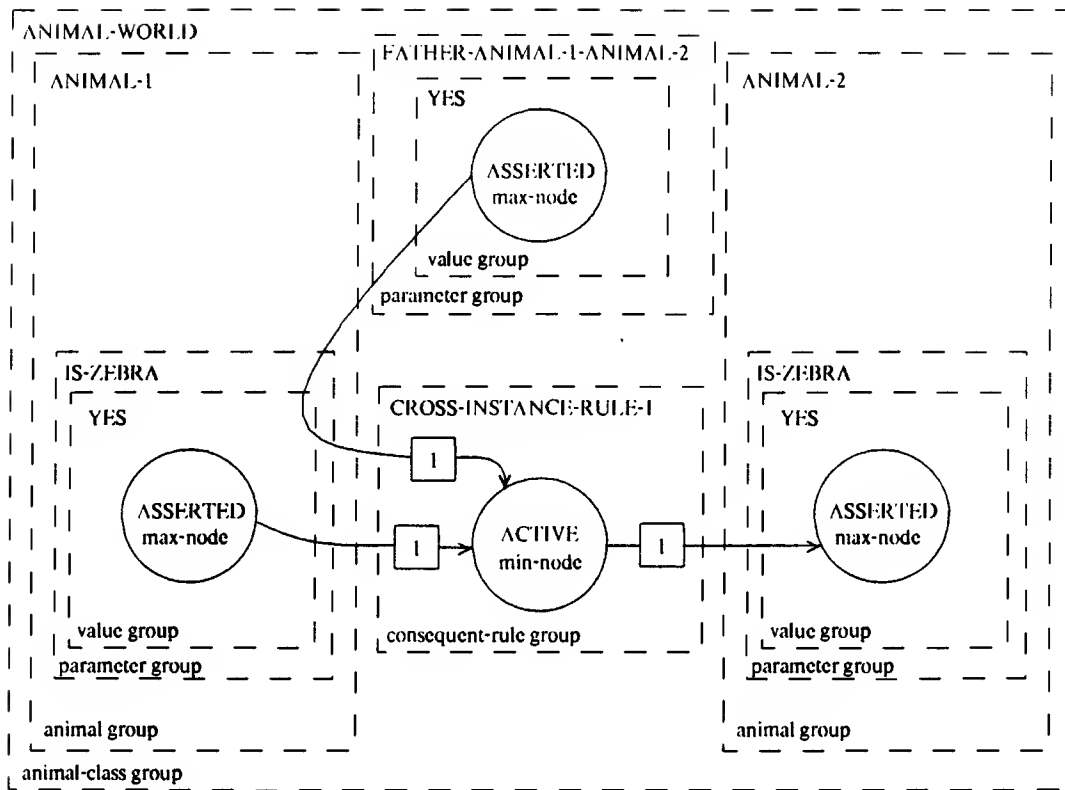 ANIMAL-WORLD
ANIMAL-1
FATHER-ANIMAL-1-ANIMAL-2
ANIMAL-2
YES
ASSERTED
max-node
value group
parameter group
IS-ZEBRA
YES
ASSERTED
max-node
value group
parameter group
animal group
CROSS-INSTANCE-RULE-1
1
1
ACTIVE
min-node
1
consequent-rule group
IS-ZEBRA
YES
ASSERTED
max-node
value group
parameter group
animal group
animal-class group